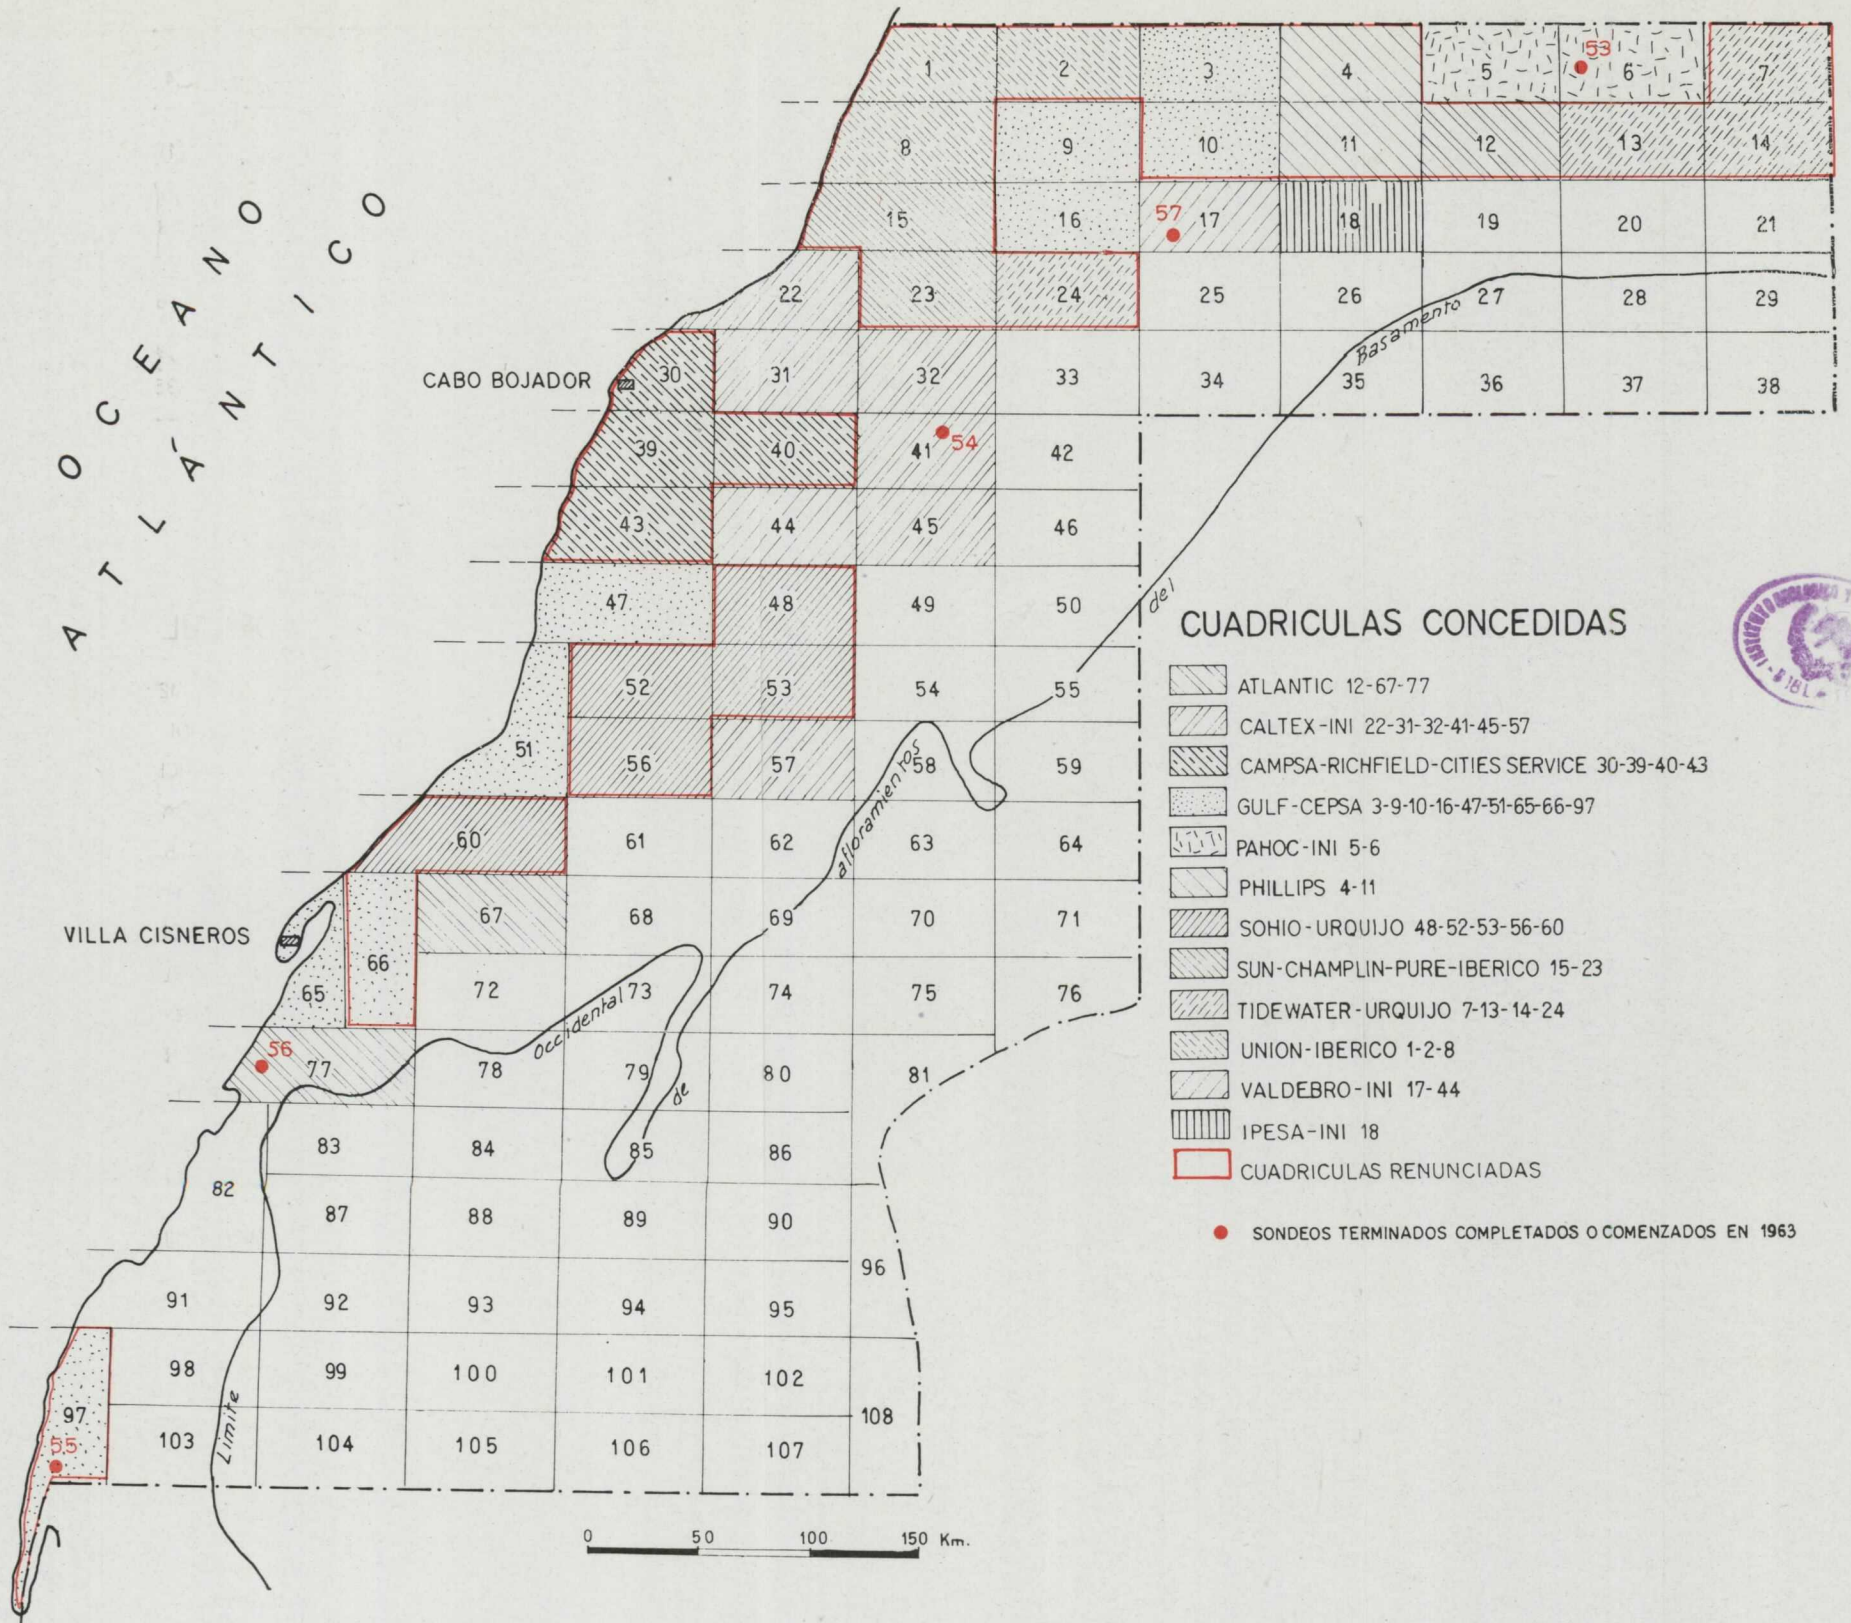 OCEANO
ATLÁNTICO
1 2 3 4 5 53 6 7
8 9 10 11 12 13 14
15 16 57 17 18 19 20 21
22 23 24 25 26 27 28 29
Basamento
CABO BOJADOR
30 31 32 33 34 35 36 37 38
39 40 41 54 42
43 44 45 46
47 48 49 50
del
52 53 54 55
51 56 57 58 59
afloramientos
60 61 62 63 64
VILLA CISNEROS
67 68 69 70 71
66
65 72 73 74 75 76
Occidental
56
77 78 79 80 81
de
83 84 85 86
82
87 88 89 90
96
91 92 93 94 95
98 99 100 101 102
97 108
55
103 104 105 106 107
Limite
0 50 100 150 Km.
CUADRICULAS CONCEDIDAS
ATLANTIC 12-67-77
CALTEX-INI 22-31-32-41-45-57
CAMPSA-RICHFIELD-CITIES SERVICE 30-39-40-43
GULF-CEPSA 3-9-10-16-47-51-65-66-97
PAHOC-INI 5-6
PHILLIPS 4-11
SOHIO-URQUIJO 48-52-53-56-60
SUN-CHAMPLIN-PURE-IBERICO 15-23
TIDEWATER-URQUIJO 7-13-14-24
UNION-IBERICO 1-2-8
VALDEBRO-INI 17-44
IPESA-INI 18
CUADRICULAS RENUNCIADAS
SONDEOS TERMINADOS COMPLETADOS O COMENZADOS EN 1963
INSTITUTO